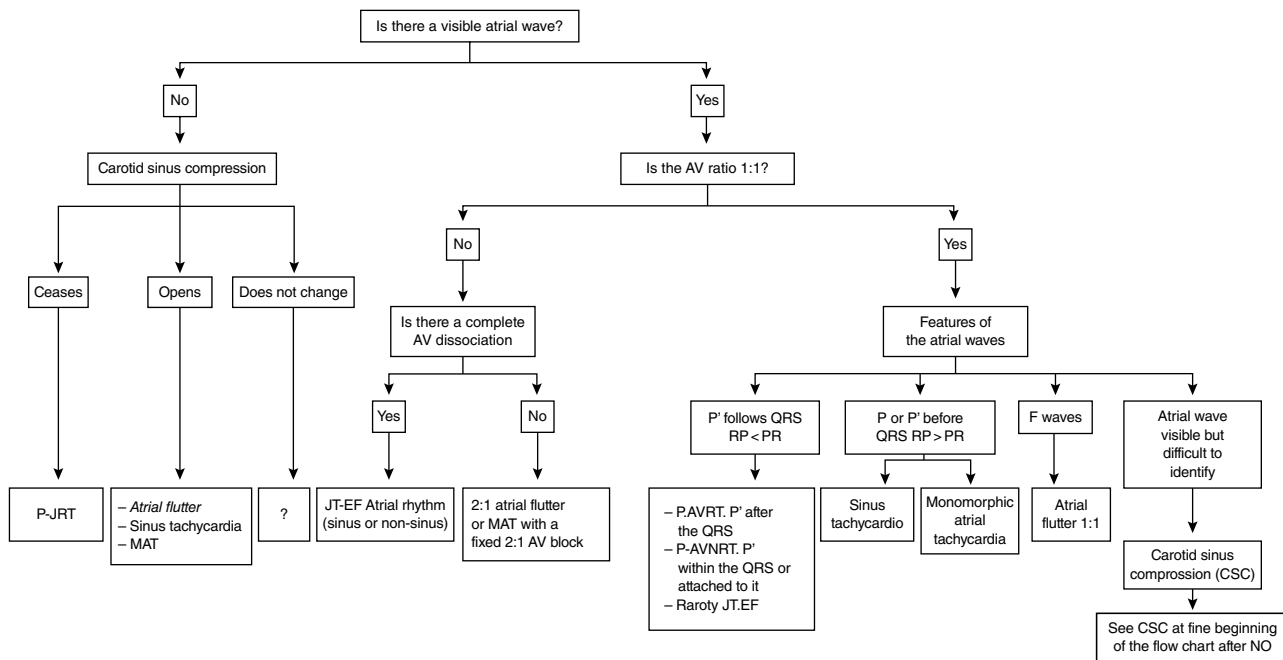 Is there a visible atrial wave?
No
Yes
Carotid sinus compression
Is the AV ratio 1:1?
No
Yes
Ceases
Opens
Does not change
Is there a complete
AV dissociation
Features of
the atrial waves
Yes
No
P' follows QRS
RP < PR
P or P' before
QRS RP > PR
F waves
Atrial wave
visible but
difficult to
identify
P-JRT
– Atrial flutter
– Sinus tachycardia
– MAT
?
JT-EF Atrial rhythm
(sinus or non-sinus)
2:1 atrial flutter
or MAT with a
fixed 2:1 AV block
– P.AVRT. P' after
the QRS
– P-AVNRT. P'
within the QRS or
attached to it
– Raroty JT.EF
Sinus
tachycardio
Monomorphic
atrial
tachycardia
Atrial
flutter 1:1
Carotid sinus
comprossion (CSC)
See CSC at fine beginning
of the flow chart after NO